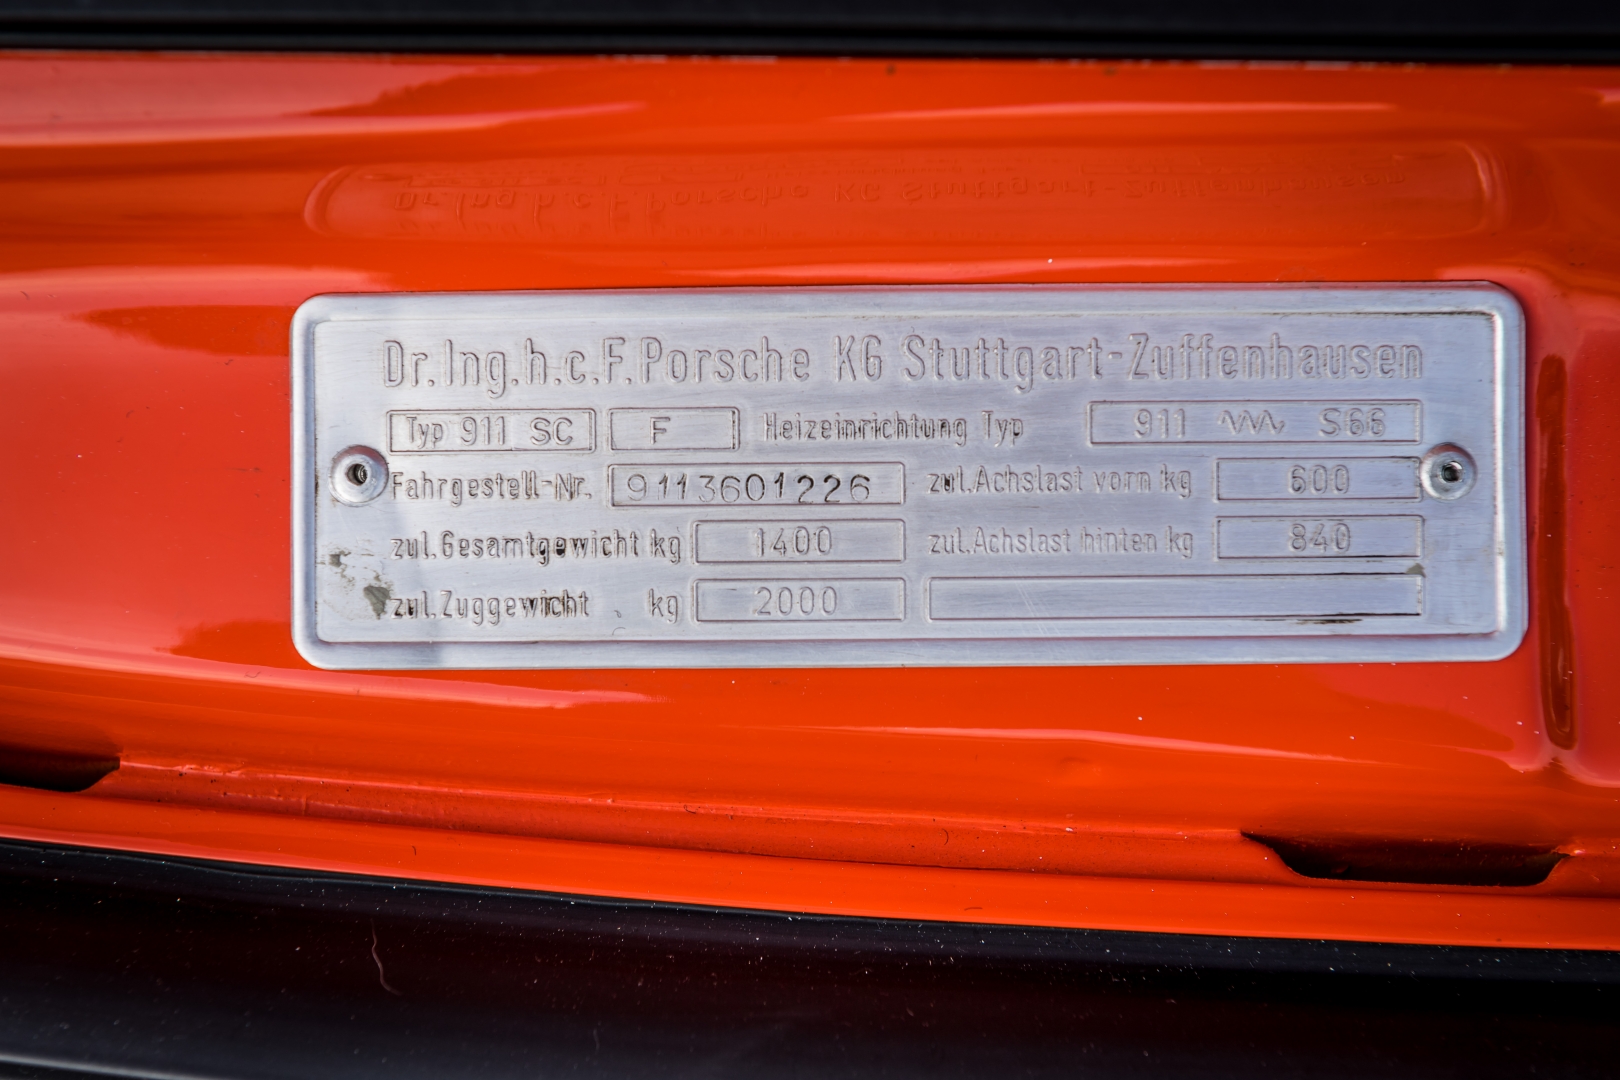 Dr.Ing.h.c.F.Porsche KG Stuttgart-Zuffenhausen
Typ 911 SC F Heizeinrichtung Typ 911 S66
Fahrgestell-Nr. 9113601226 zul.Achslast vorn kg 600
zul.Gesamtgewicht kg 1400 zul.Achslast hinten kg 840
zul.Zuggewicht kg 2000